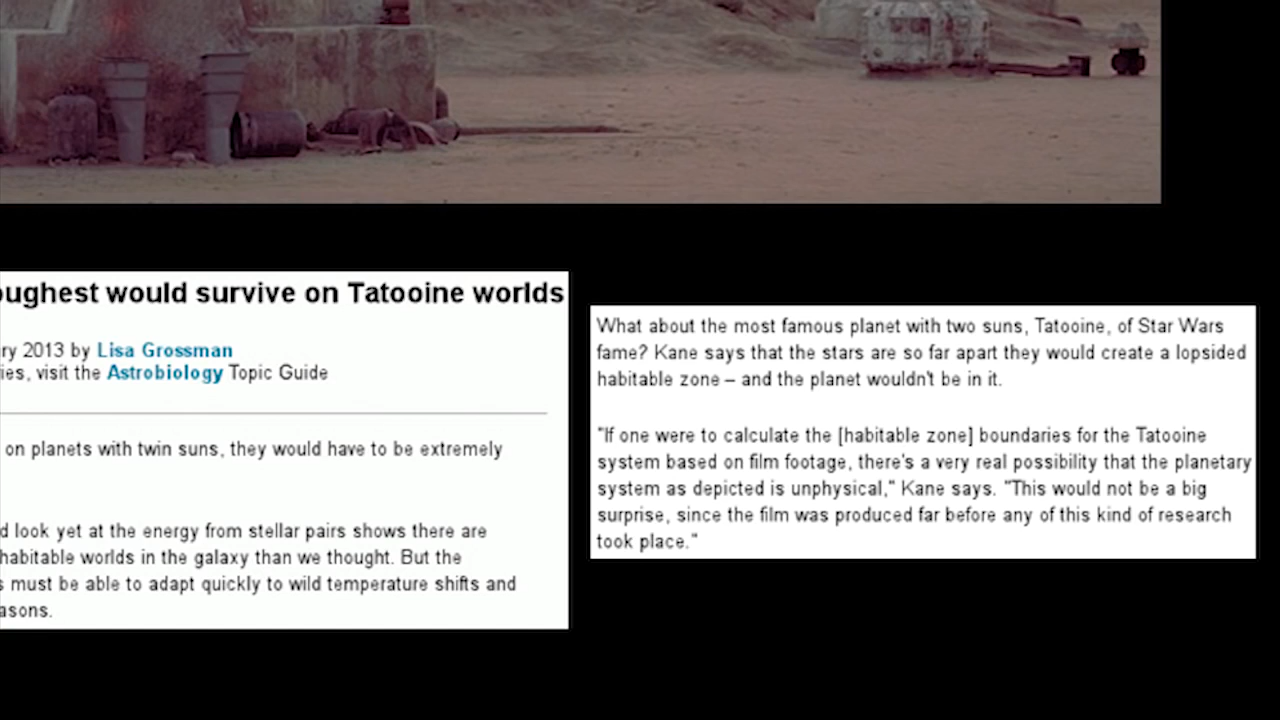 oughest would survive on Tatooine worlds
ry 2013 by Lisa Grossman
ies, visit the Astrobiology Topic Guide
on planets with twin suns, they would have to be extremely
d look yet at the energy from stellar pairs shows there are
habitable worlds in the galaxy than we thought. But the
s must be able to adapt quickly to wild temperature shifts and
asons.
What about the most famous planet with two suns, Tatooine, of Star Wars
fame? Kane says that the stars are so far apart they would create a lopsided
habitable zone – and the planet wouldn't be in it.
"If one were to calculate the [habitable zone] boundaries for the Tatooine
system based on film footage, there's a very real possibility that the planetary
system as depicted is unphysical," Kane says. "This would not be a big
surprise, since the film was produced far before any of this kind of research
took place."